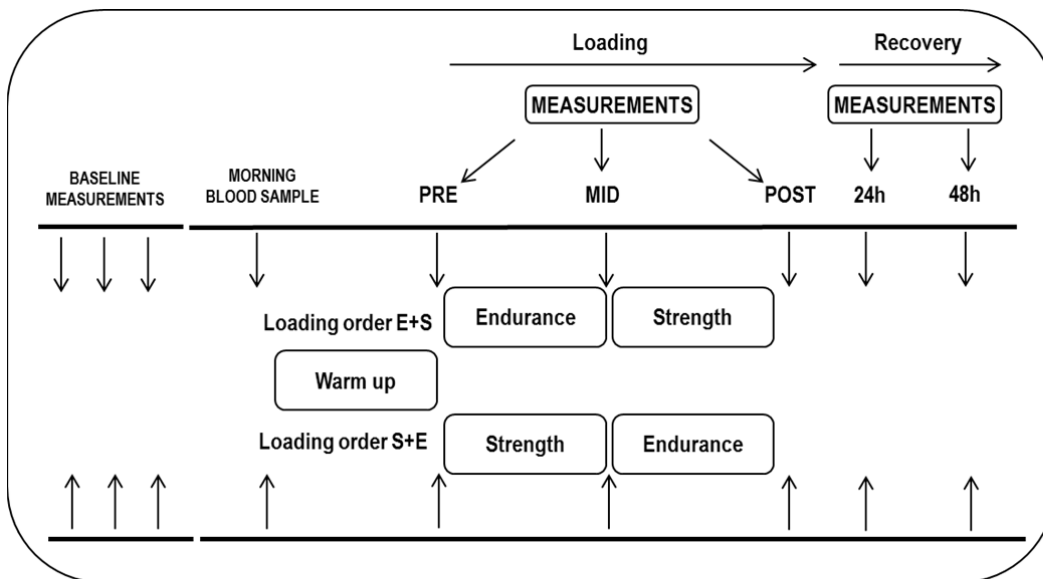 Loading
Recovery
MEASUREMENTS
MEASUREMENTS
BASELINE
MEASUREMENTS
MORNING
BLOOD SAMPLE
PRE
MID
POST
24h
48h
Loading order E+S
Endurance
Strength
Warm up
Loading order S+E
Strength
Endurance